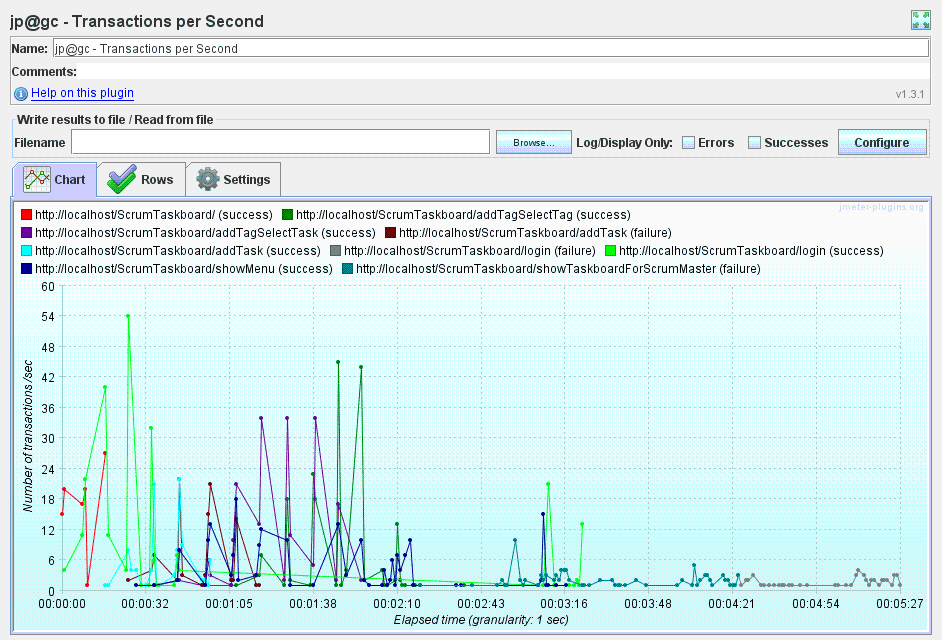 jp@gc - Transactions per Second
Name: jp@gc - Transactions per Second
Comments:
Help on this plugin v1.3.1
Write results to file / Read from file
Filename Browse... Log/Display Only: Errors Successes Configure
Chart Rows Settings
jmeter-plugins.org
http://localhost/ScrumTaskboard/ (success) http://localhost/ScrumTaskboard/addTagSelectTag (success)
http://localhost/ScrumTaskboard/addTagSelectTask (success) http://localhost/ScrumTaskboard/addTask (failure)
http://localhost/ScrumTaskboard/addTask (success) http://localhost/ScrumTaskboard/login (failure) http://localhost/ScrumTaskboard/login (success)
http://localhost/ScrumTaskboard/showMenu (success) http://localhost/ScrumTaskboard/showTaskboardForScrumMaster (failure)
60
54
48
42
36
30
24
18
12
6
0
Number of transactions /sec
00:00:00 00:00:32 00:01:05 00:01:38 00:02:10 00:02:43 00:03:16 00:03:48 00:04:21 00:04:54 00:05:27
Elapsed time (granularity: 1 sec)